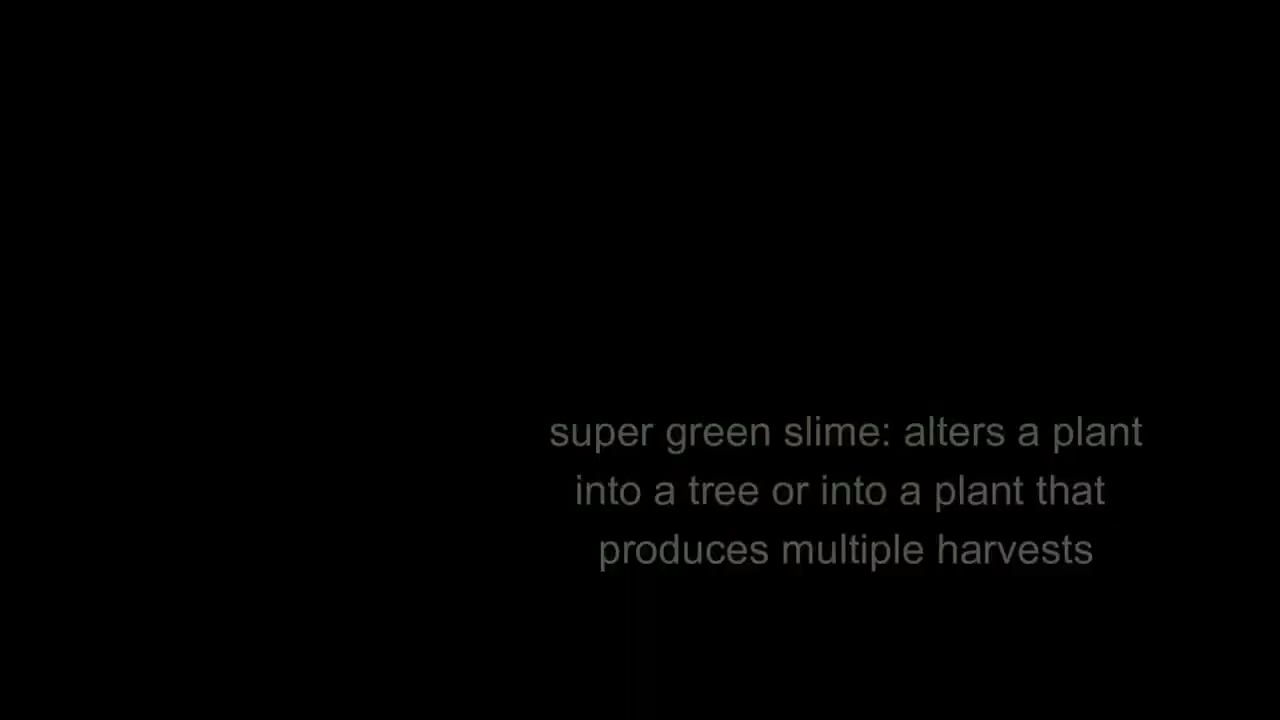 super green slime: alters a plant
into a tree or into a plant that
produces multiple harvests